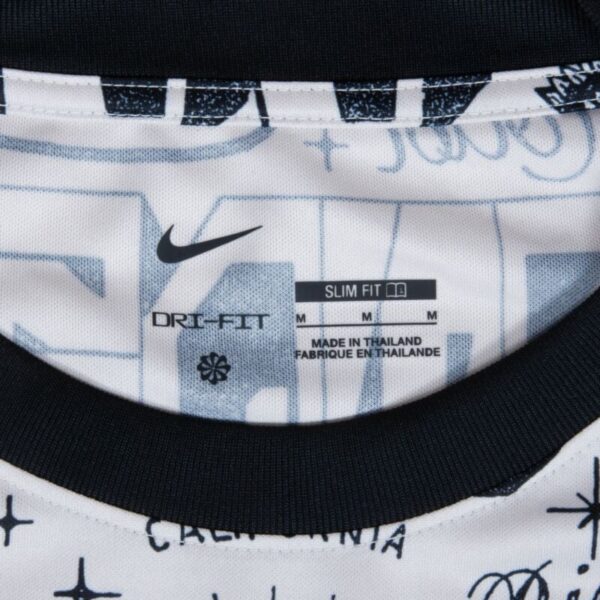 DRI-FIT
SLIM FIT
M M M
MADE IN THAILAND
FABRIQUE EN THAILANDE
CALIFORNIA